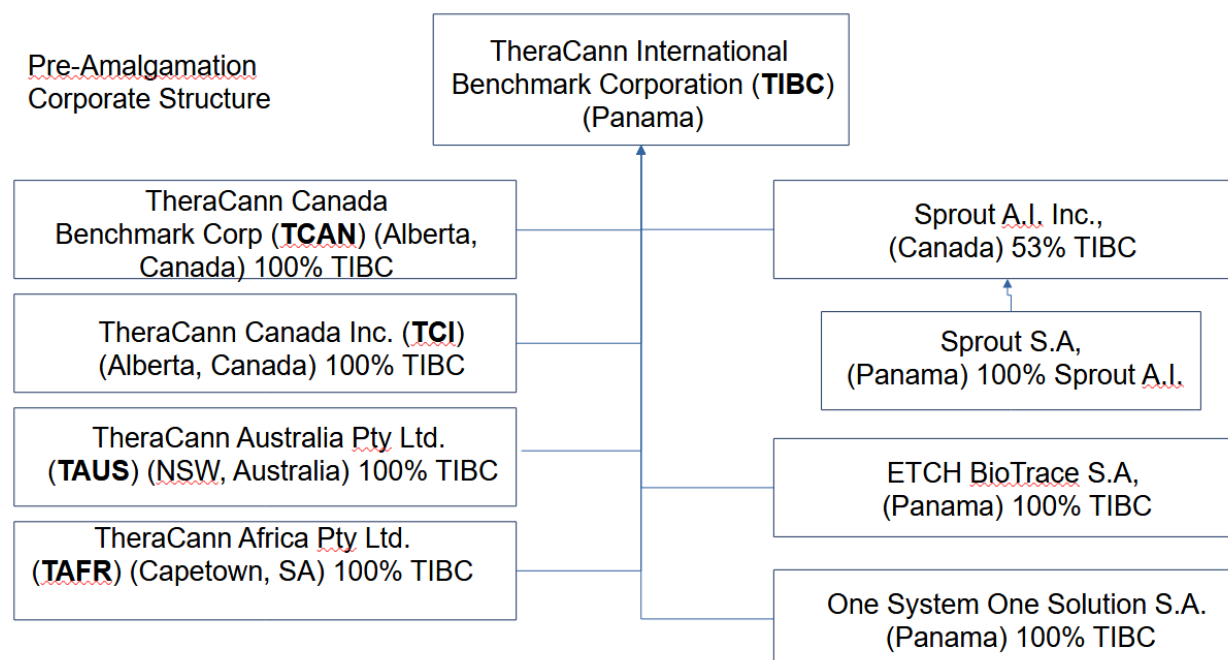 Pre-Amalgamation
Corporate Structure
TheraCann International
Benchmark Corporation (TIBC)
(Panama)
TheraCann Canada
Benchmark Corp (TCAN) (Alberta,
Canada) 100% TIBC
TheraCann Canada Inc. (TCI)
(Alberta, Canada) 100% TIBC
TheraCann Australia Pty Ltd.
(TAUS) (NSW, Australia) 100% TIBC
TheraCann Africa Pty Ltd.
(TAFR) (Capetown, SA) 100% TIBC
Sprout A.I. Inc.,
(Canada) 53% TIBC
Sprout S.A,
(Panama) 100% Sprout A.I.
ETCH BioTrace S.A,
(Panama) 100% TIBC
One System One Solution S.A.
(Panama) 100% TIBC